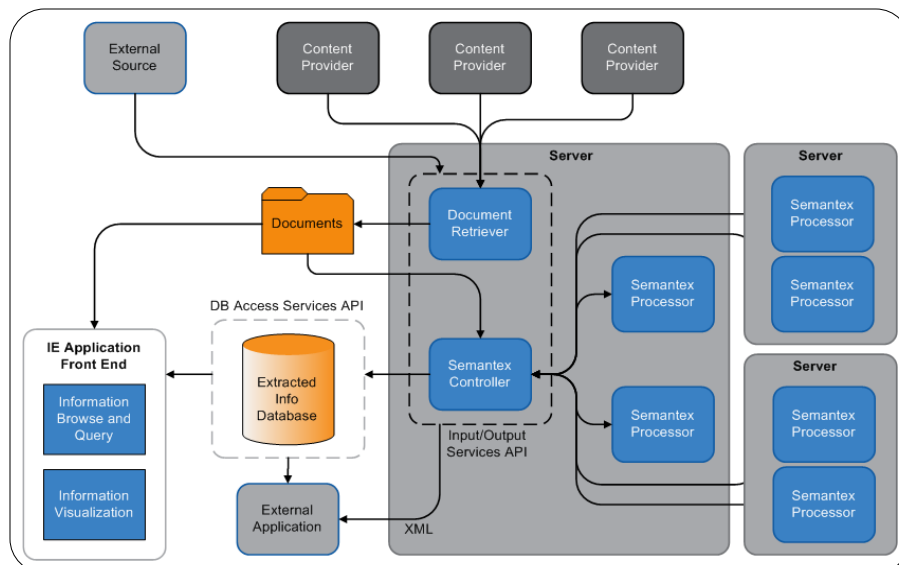 External
Source
Content
Provider
Content
Provider
Content
Provider
Server
Server
Document
Retriever
Documents
Semantex
Processor
Semantex
Processor
Semantex
Processor
DB Access Services API
IE Application
Front End
Information
Browse and
Query
Information
Visualization
Extracted
Info
Database
Semantex
Controller
Semantex
Processor
Input/Output
Services API
Server
Semantex
Processor
Semantex
Processor
External
Application
XML